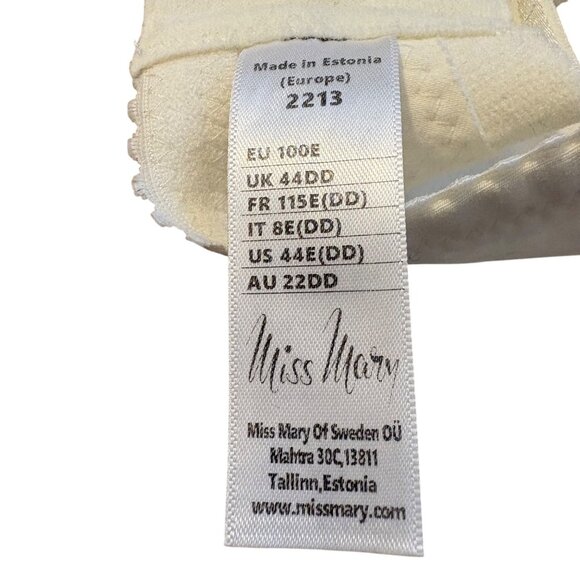 Made in Estonia
(Europe)
2213
EU 100E
UK 44DD
FR 115E(DD)
IT 8E(DD)
US 44E(DD)
AU 22DD
Miss Mary
Miss Mary Of Sweden OÜ
Mahtra 30C,13811
Tallinn,Estonia
www.missmary.com